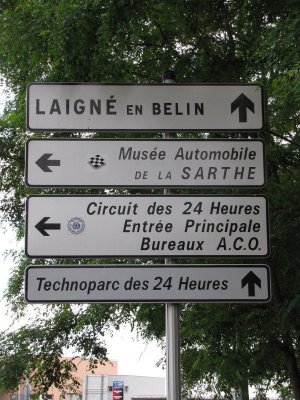 LAIGNÉ EN BELIN
Musée Automobile
DE LA SARTHE
Circuit des 24 Heures
Entrée Principale
Bureaux A.C.O.
Technoparc des 24 Heures